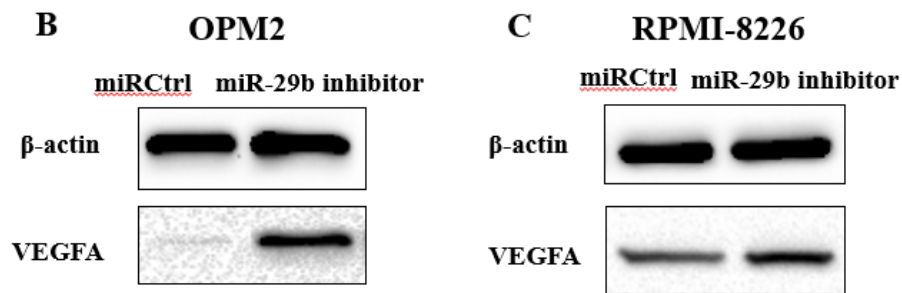 B
OPM2
miRCtrl miR-29b inhibitor
β-actin
VEGFA
C
RPMI-8226
miRCtrl miR-29b inhibitor
β-actin
VEGFA